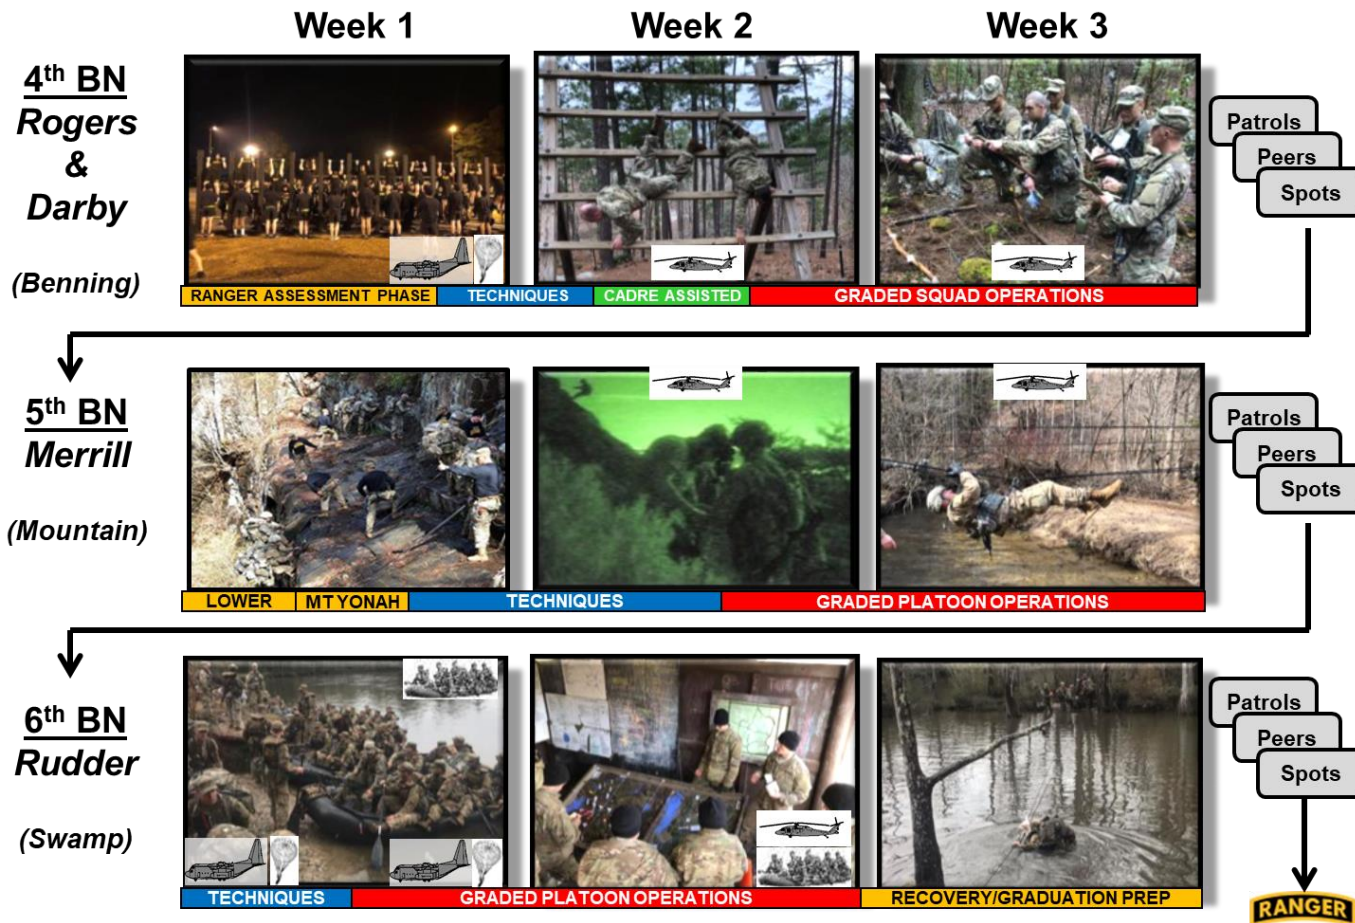 Week 1
Week 2
Week 3
4th BN
Rogers
&
Darby
(Benning)
RANGER ASSESSMENT PHASE
TECHNIQUES
CADRE ASSISTED
GRADED SQUAD OPERATIONS
Patrols
Peers
Spots
5th BN
Merrill
(Mountain)
LOWER
MT YONAH
TECHNIQUES
GRADED PLATOON OPERATIONS
Patrols
Peers
Spots
6th BN
Rudder
(Swamp)
TECHNIQUES
GRADED PLATOON OPERATIONS
RECOVERY/GRADUATION PREP
Patrols
Peers
Spots
RANGER